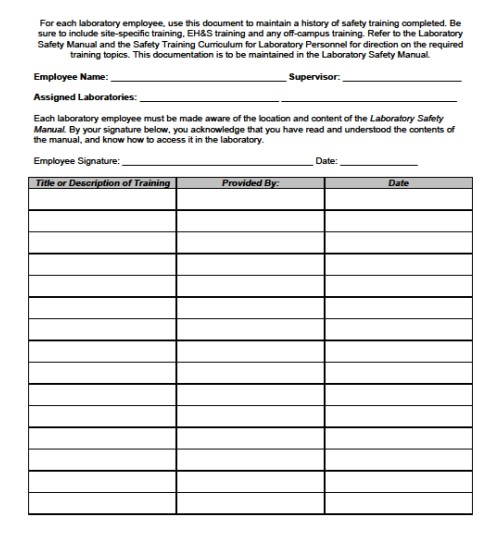 For each laboratory employee, use this document to maintain a history of safety training completed. Be
sure to include site-specific training, EH&S training and any off-campus training. Refer to the Laboratory
Safety Manual and the Safety Training Curriculum for Laboratory Personnel for direction on the required
training topics. This documentation is to be maintained in the Laboratory Safety Manual.
Employee Name: Supervisor:
Assigned Laboratories:
Each laboratory employee must be made aware of the location and content of the Laboratory Safety
Manual. By your signature below, you acknowledge that you have read and understood the contents of
the manual, and know how to access it in the laboratory.
Employee Signature: Date:
Title or Description of Training Provided By: Date